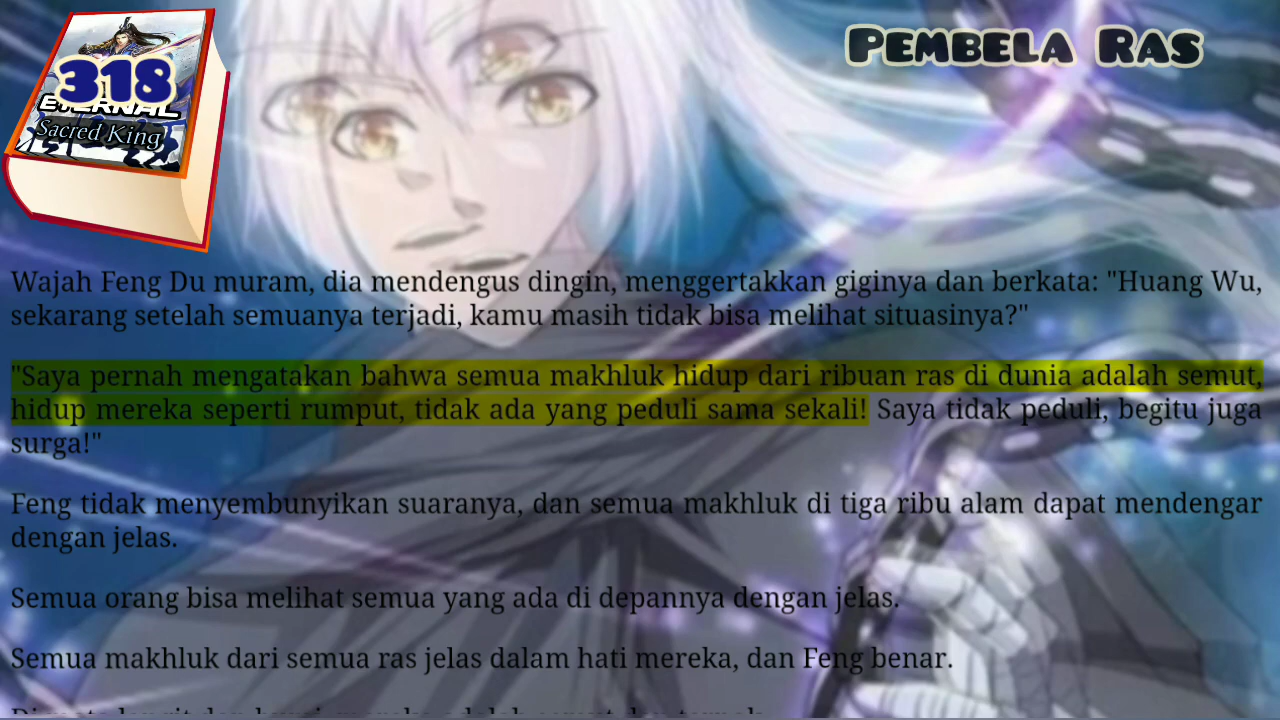 318
ETERNAL
Sacred King
Pembela Ras
Wajah Feng Du muram, dia mendengus dingin, menggertakkan giginya dan berkata: "Huang Wu,
sekarang setelah semuanya terjadi, kamu masih tidak bisa melihat situasinya?"
"Saya pernah mengatakan bahwa semua makhluk hidup dari ribuan ras di dunia adalah semut,
hidup mereka seperti rumput, tidak ada yang peduli sama sekali! Saya tidak peduli, begitu juga
surga!"
Feng tidak menyembunyikan suaranya, dan semua makhluk di tiga ribu alam dapat mendengar
dengan jelas.
Semua orang bisa melihat semua yang ada di depannya dengan jelas.
Semua makhluk dari semua ras jelas dalam hati mereka, dan Feng benar.